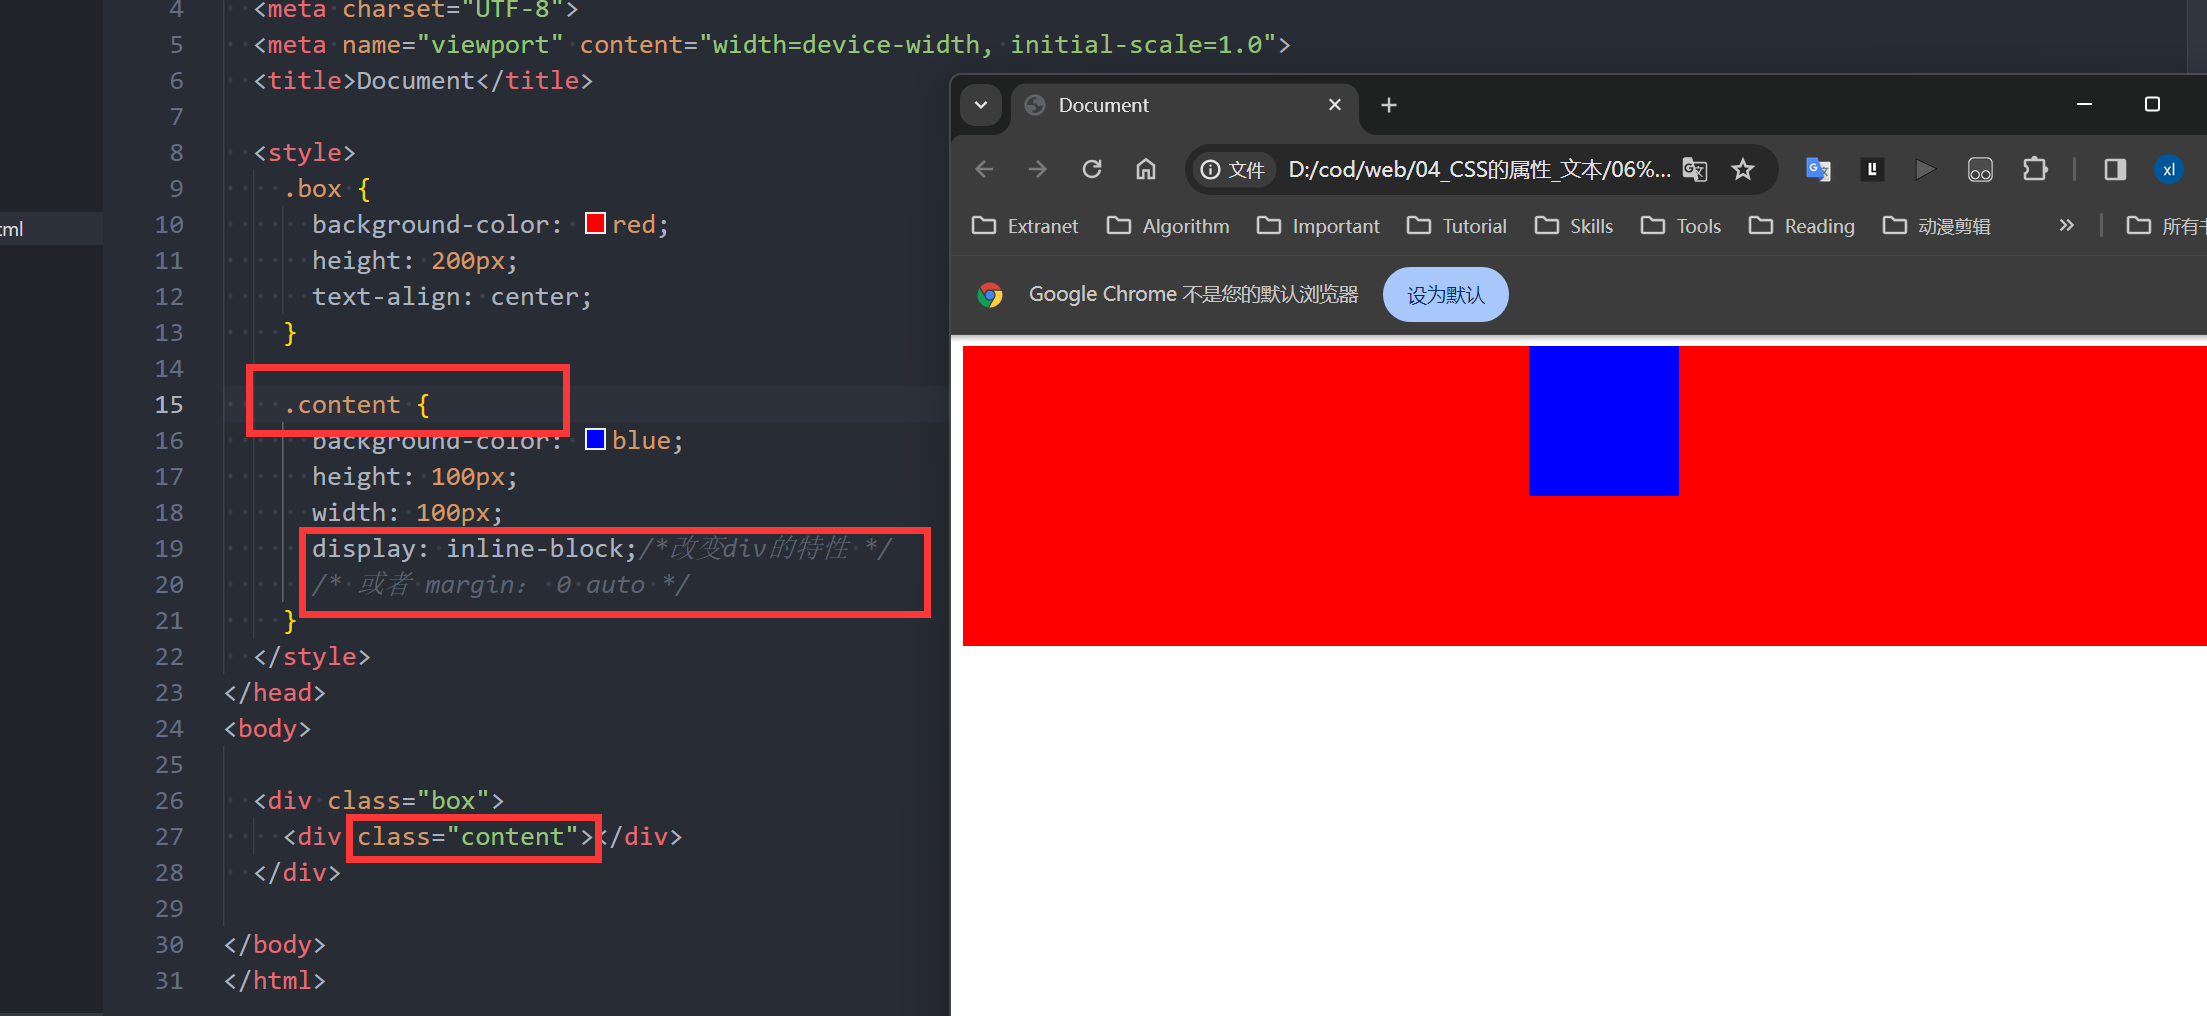 4 <meta charset="UTF-8">
5 <meta name="viewport" content="width=device-width, initial-scale=1.0">
6 <title>Document</title>
7
8 <style>
9 .box {
10 background-color: red;
11 height: 200px;
12 text-align: center;
13 }
14
15 .content {
16 background-color: blue;
17 height: 100px;
18 width: 100px;
19 display: inline-block;/*改变div的特性 */
20 /* 或者 margin： 0 auto */
21 }
22 </style>
23 </head>
24 <body>
25
26 <div class="box">
27 <div class="content"></div>
28 </div>
29
30 </body>
31 </html>
Document
文件 D:/cod/web/04_CSS的属性_文本/06%... xl
Extranet Algorithm Important Tutorial Skills Tools Reading 动漫剪辑 » 所有
Google Chrome 不是您的默认浏览器 设为默认